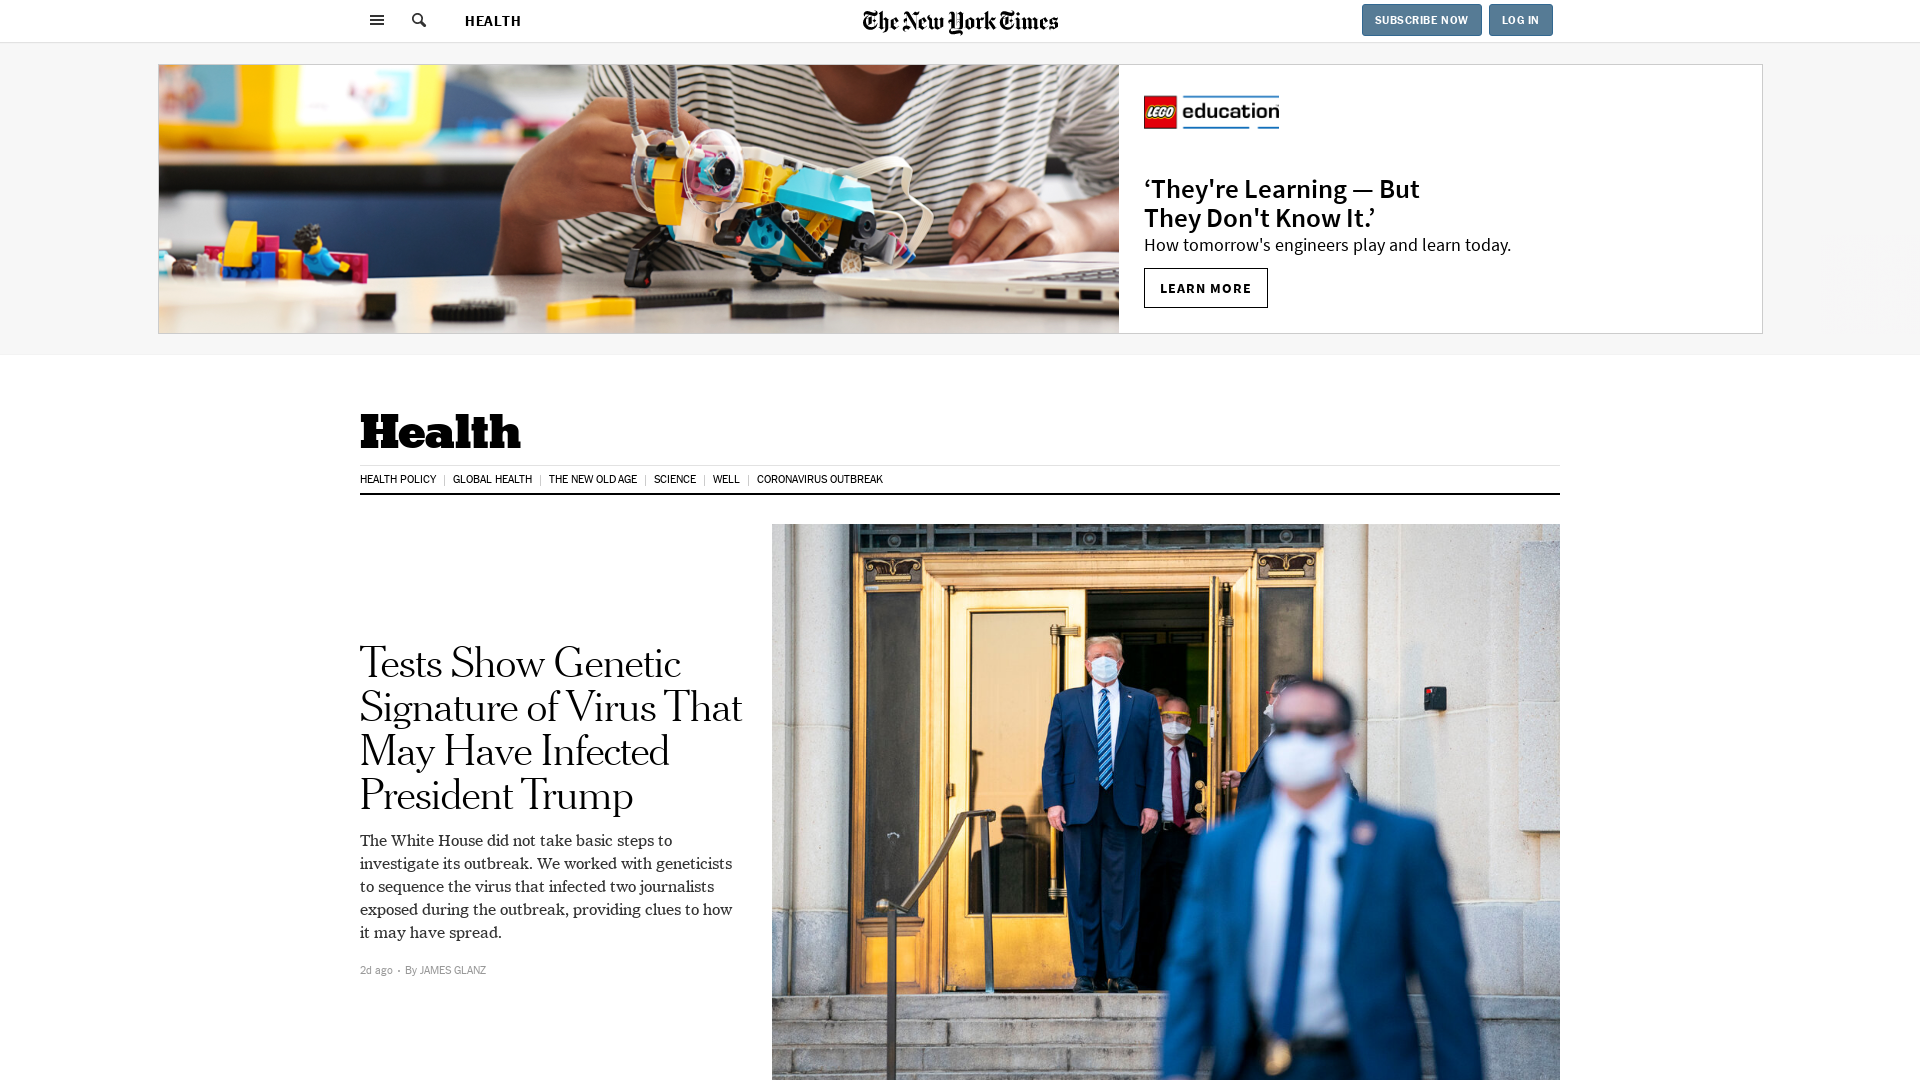 HEALTH
The New York Times
SUBSCRIBE NOW
LOG IN
LEGO education
‘They're Learning — But
They Don't Know It.’
How tomorrow's engineers play and learn today.
LEARN MORE
Health
HEALTH POLICY
GLOBAL HEALTH
THE NEW OLD AGE
SCIENCE
WELL
CORONAVIRUS OUTBREAK
Tests Show Genetic
Signature of Virus That
May Have Infected
President Trump
The White House did not take basic steps to
investigate its outbreak. We worked with geneticists
to sequence the virus that infected two journalists
exposed during the outbreak, providing clues to how
it may have spread.
2d ago • By JAMES GLANZ